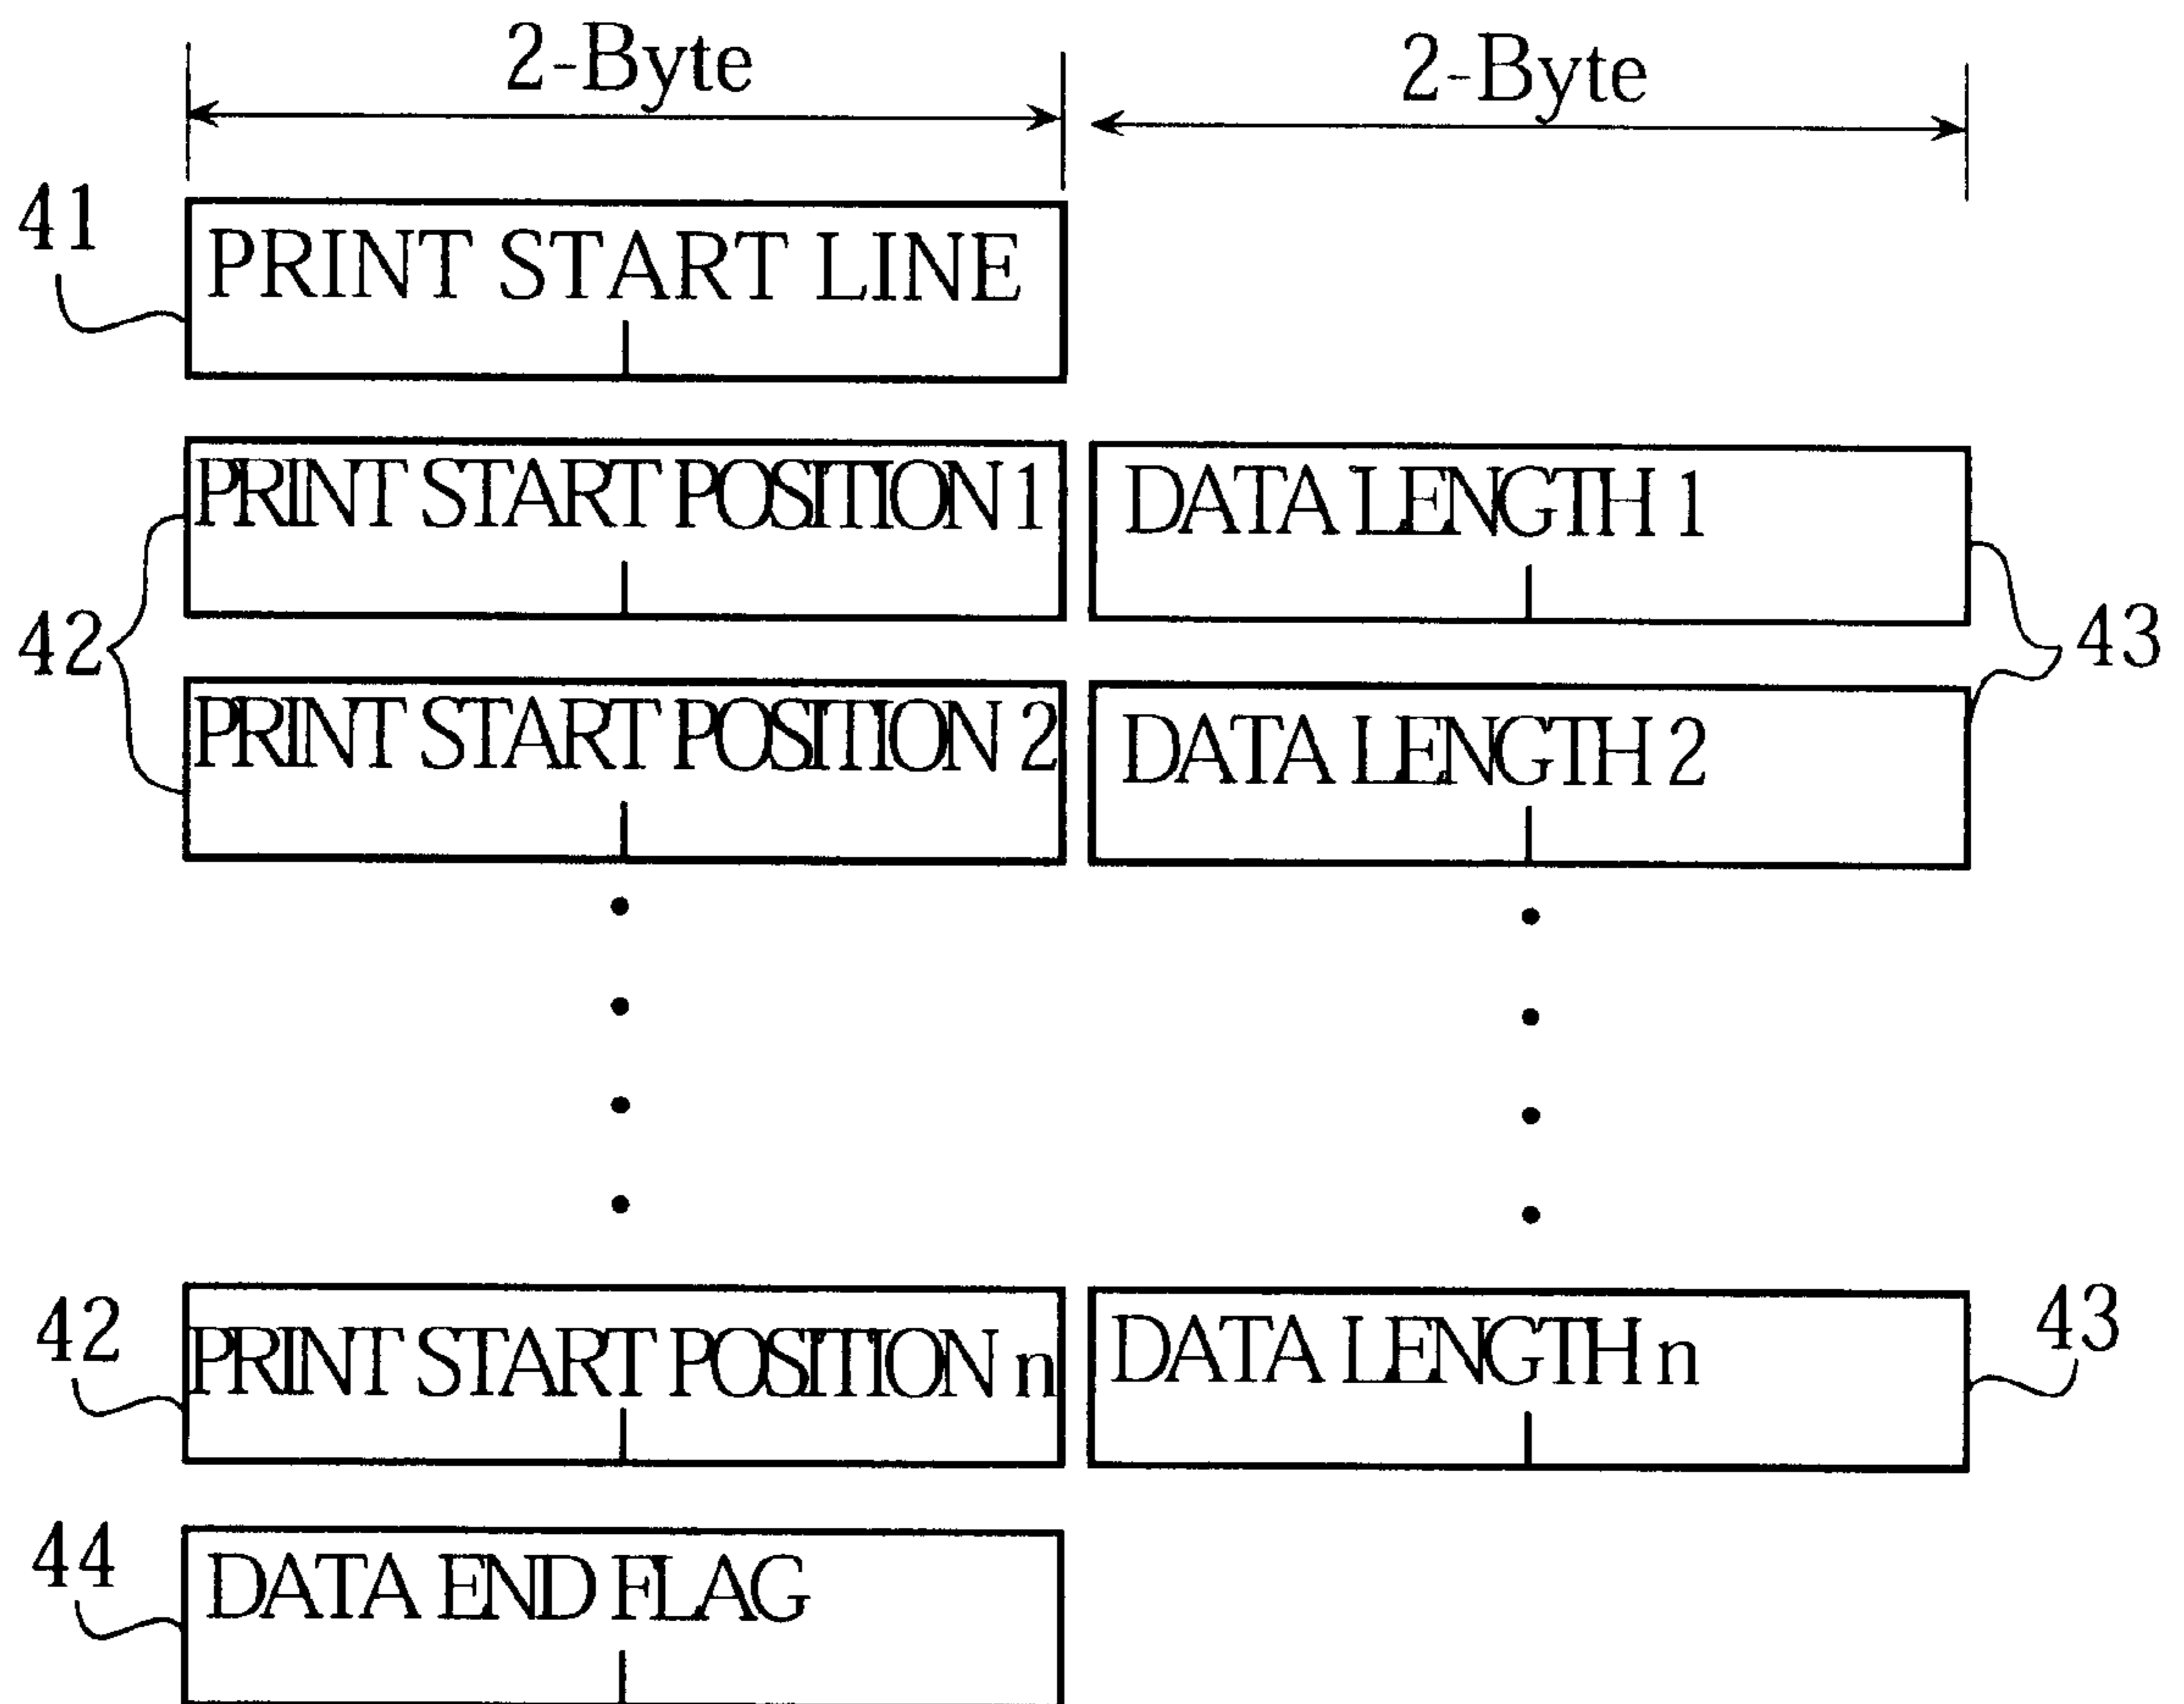 2-Byte 2-Byte
41
PRINT START LINE
PRINT START POSITION 1 DATA LENGTH 1
42 43
PRINT START POSITION 2 DATA LENGTH 2
42 43
PRINT START POSITION n DATA LENGTH n
44
DATA END FLAG